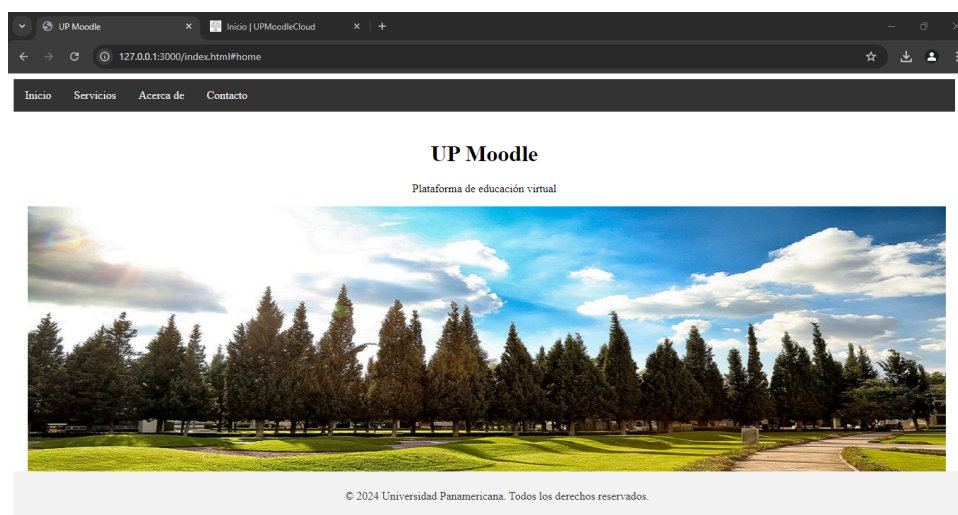 UP Moodle
Inicio | UPMoodleCloud
127.0.0.1:3000/index.html#home
Inicio Servicios Acerca de Contacto
UP Moodle
Plataforma de educación virtual
© 2024 Universidad Panamericana. Todos los derechos reservados.